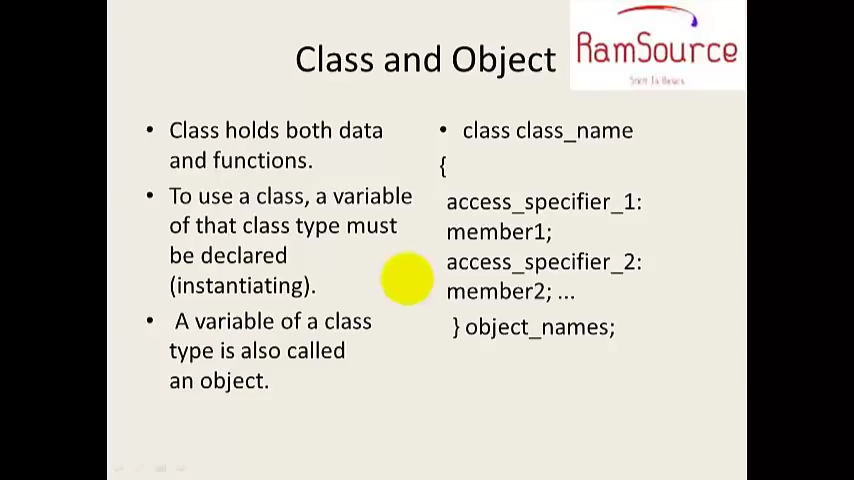 Class and Object
RamSource
• Class holds both data
and functions.
• To use a class, a variable
of that class type must
be declared
(instantiating).
• A variable of a class
type is also called
an object.
• class class_name
{
access_specifier_1:
member1;
access_specifier_2:
member2; ...
} object_names;